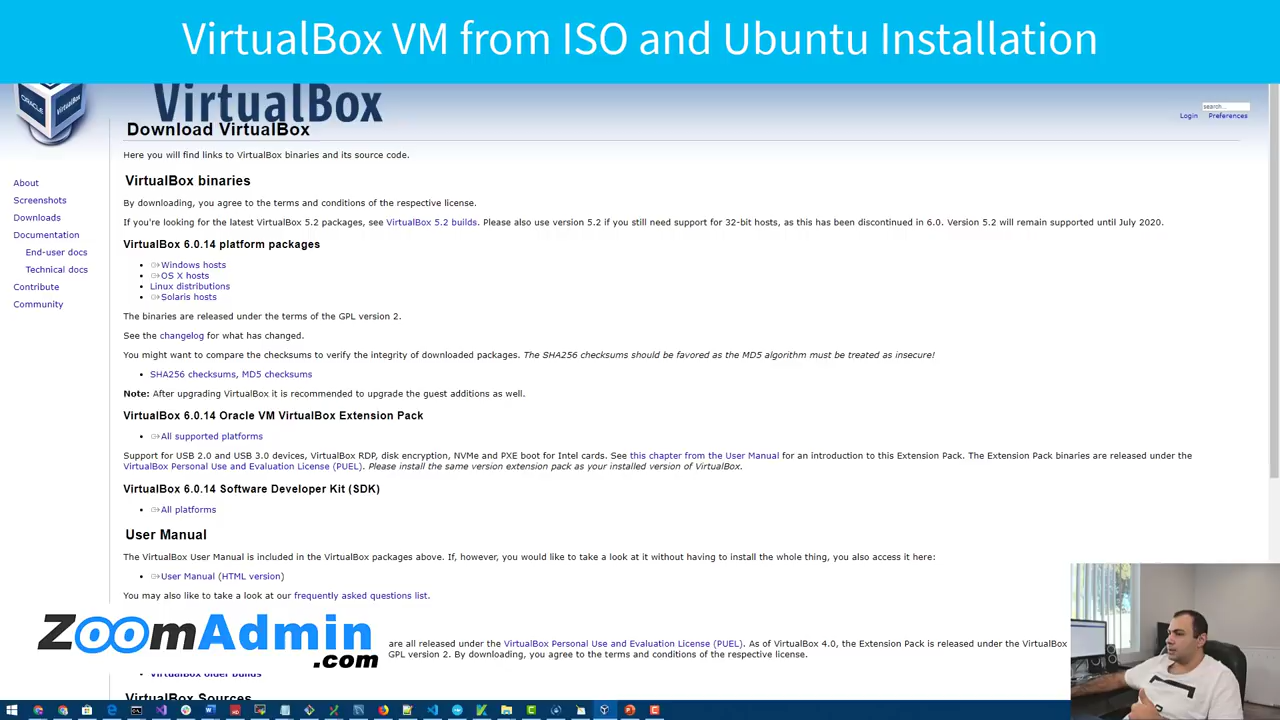 VirtualBox VM from ISO and Ubuntu Installation
ORACLE
VirtualBox
VirtualBox
search...
Login Preferences
Download VirtualBox
Here you will find links to VirtualBox binaries and its source code.
About
Screenshots
Downloads
Documentation
End-user docs
Technical docs
Contribute
Community
VirtualBox binaries
By downloading, you agree to the terms and conditions of the respective license.
If you're looking for the latest VirtualBox 5.2 packages, see VirtualBox 5.2 builds. Please also use version 5.2 if you still need support for 32-bit hosts, as this has been discontinued in 6.0. Version 5.2 will remain supported until July 2020.
VirtualBox 6.0.14 platform packages
Windows hosts
OS X hosts
Linux distributions
Solaris hosts
The binaries are released under the terms of the GPL version 2.
See the changelog for what has changed.
You might want to compare the checksums to verify the integrity of downloaded packages. The SHA256 checksums should be favored as the MD5 algorithm must be treated as insecure!
SHA256 checksums, MD5 checksums
Note: After upgrading VirtualBox it is recommended to upgrade the guest additions as well.
VirtualBox 6.0.14 Oracle VM VirtualBox Extension Pack
All supported platforms
Support for USB 2.0 and USB 3.0 devices, VirtualBox RDP, disk encryption, NVMe and PXE boot for Intel cards. See this chapter from the User Manual for an introduction to this Extension Pack. The Extension Pack binaries are released under the
VirtualBox Personal Use and Evaluation License (PUEL). Please install the same version extension pack as your installed version of VirtualBox.
VirtualBox 6.0.14 Software Developer Kit (SDK)
All platforms
User Manual
The VirtualBox User Manual is included in the VirtualBox packages above. If, however, you would like to take a look at it without having to install the whole thing, you also access it here:
User Manual (HTML version)
You may also like to take a look at our frequently asked questions list.
are all released under the VirtualBox Personal Use and Evaluation License (PUEL). As of VirtualBox 4.0, the Extension Pack is released under the VirtualBox
GPL version 2. By downloading, you agree to the terms and conditions of the respective license.
ZoomAdmin
.com
VirtualBox older builds
VirtualBox Sources